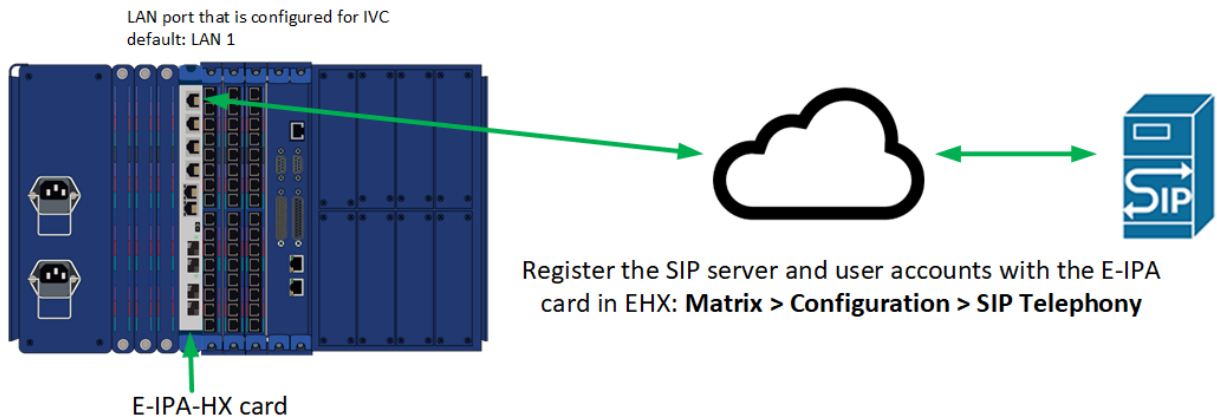 LAN port that is configured for IVC
default: LAN 1
SIP
Register the SIP server and user accounts with the E-IPA
card in EHX: Matrix > Configuration > SIP Telephony
E-IPA-HX card